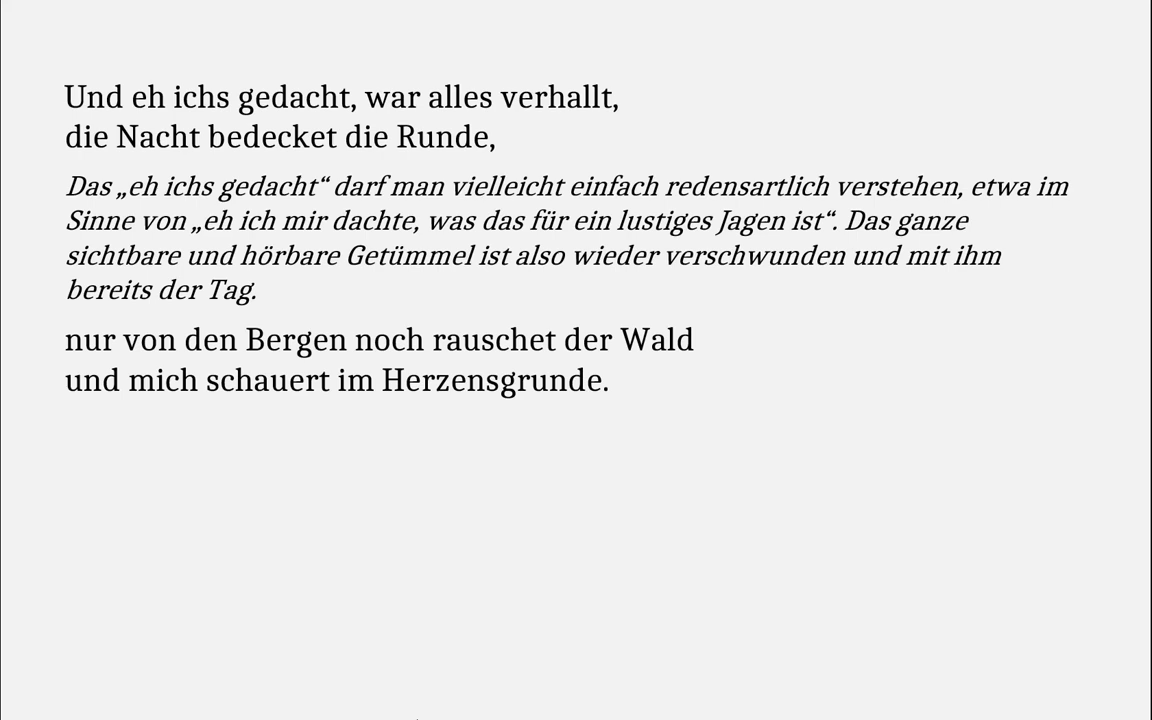 Und eh ichs gedacht, war alles verhallt,
die Nacht bedecket die Runde,
Das „eh ichs gedacht“ darf man vielleicht einfach redensartlich verstehen, etwa im
Sinne von „eh ich mir dachte, was das für ein lustiges Jagen ist“. Das ganze
sichtbare und hörbare Getümmel ist also wieder verschwunden und mit ihm
bereits der Tag.
nur von den Bergen noch rauschet der Wald
und mich schauert im Herzensgrunde.